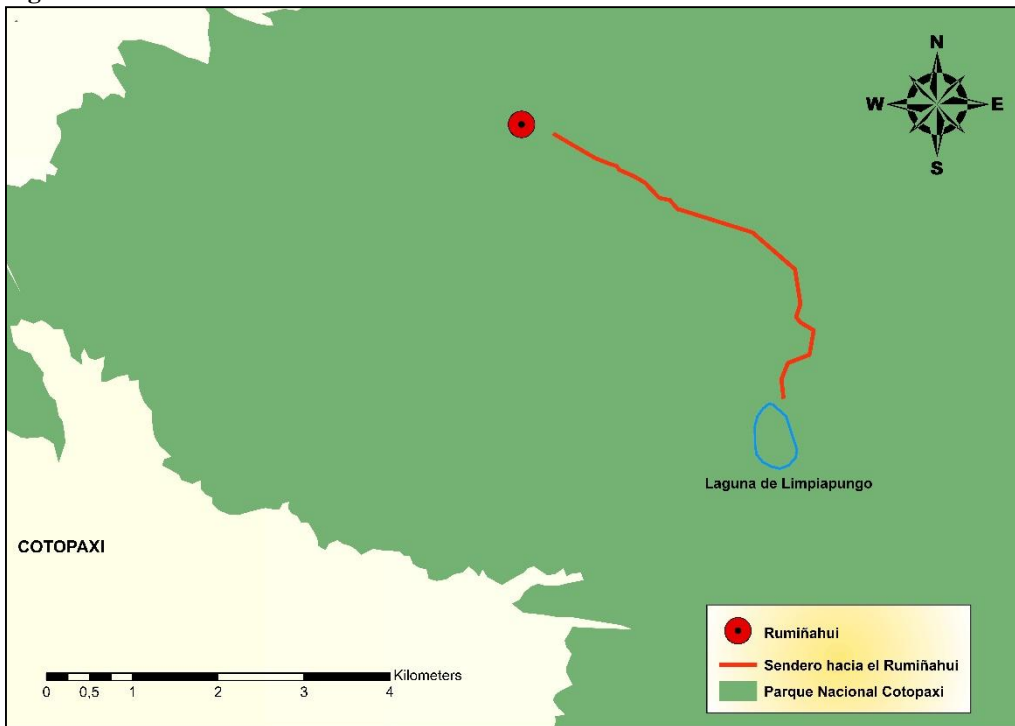 N
W E
S
Laguna de Limpiapungo
COTOPAXI
Rumiñahui
Sendero hacia el Rumiñahui
Parque Nacional Cotopaxi
Kilometers
0 0,5 1 2 3 4